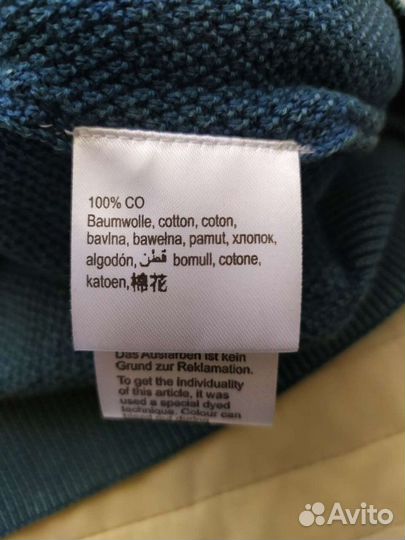 100% CO
Baumwolle, cotton, coton,
bavlna, bawełna, pamut, хлопок,
algodón, قطن bomull, cotone,
katoen, 棉花
Das Ausfärben ist kein
Grund zur Reklamation.
To get the Individuality
of this article, it was
used a special dyed
technique. Colour can
Avito